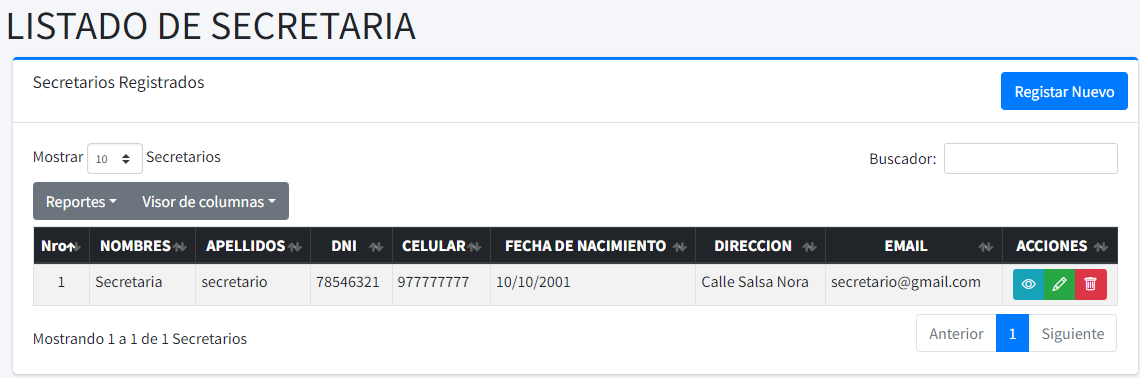 LISTADO DE SECRETARIA
Secretarios Registrados
Registar Nuevo
Mostrar 10 Secretarios
Buscador:
Reportes Visor de columnas
Nro NOMBRES APELLIDOS DNI CELULAR FECHA DE NACIMIENTO DIRECCION EMAIL ACCIONES
1 Secretaria secretario 78546321 977777777 10/10/2001 Calle Salsa Nora secretario@gmail.com
Mostrando 1 a 1 de 1 Secretarios
Anterior 1 Siguiente